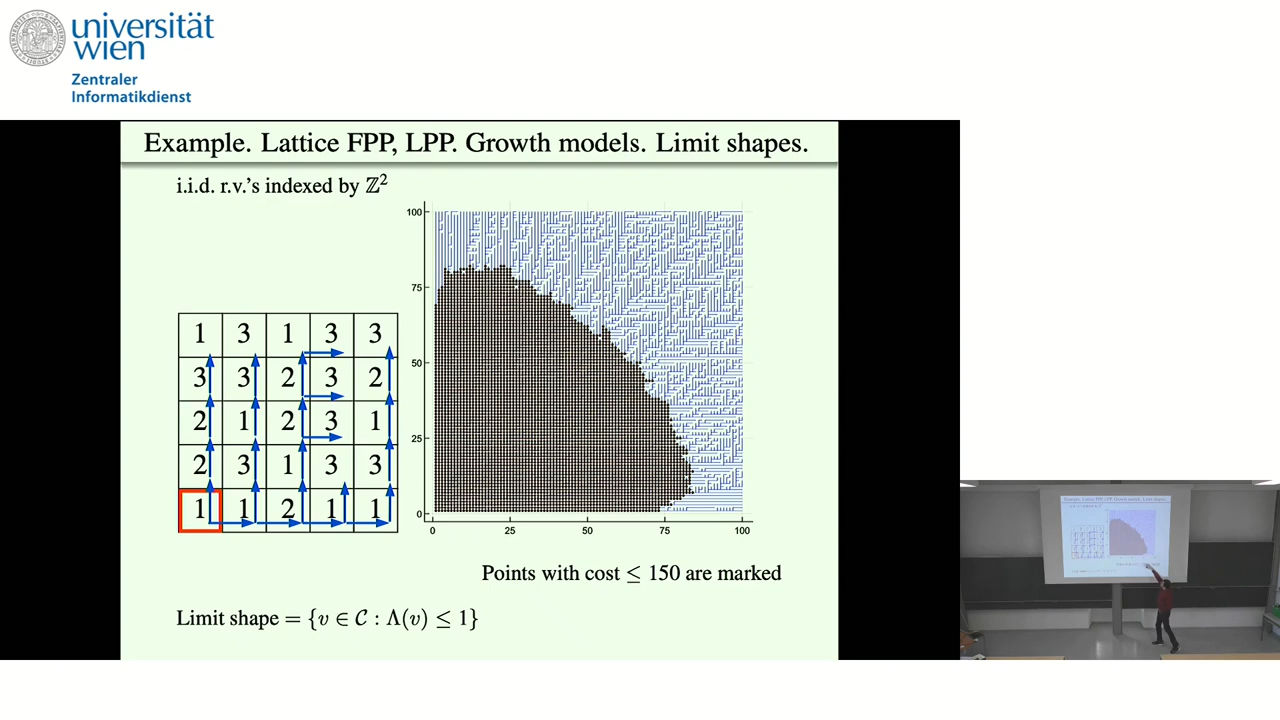 universität
wien
Zentraler
Informatikdienst
Example. Lattice FPP, LPP. Growth models. Limit shapes.
i.i.d. r.v.'s indexed by ℤ²
1 3 1 3 3
3 3 2 3 2
2 1 2 3 1
2 3 1 3 3
1 1 2 1 1
100
75
50
25
0
0 25 50 75 100
Points with cost ≤ 150 are marked
Limit shape = {v ∈ 𝒞 : Λ(v) ≤ 1}